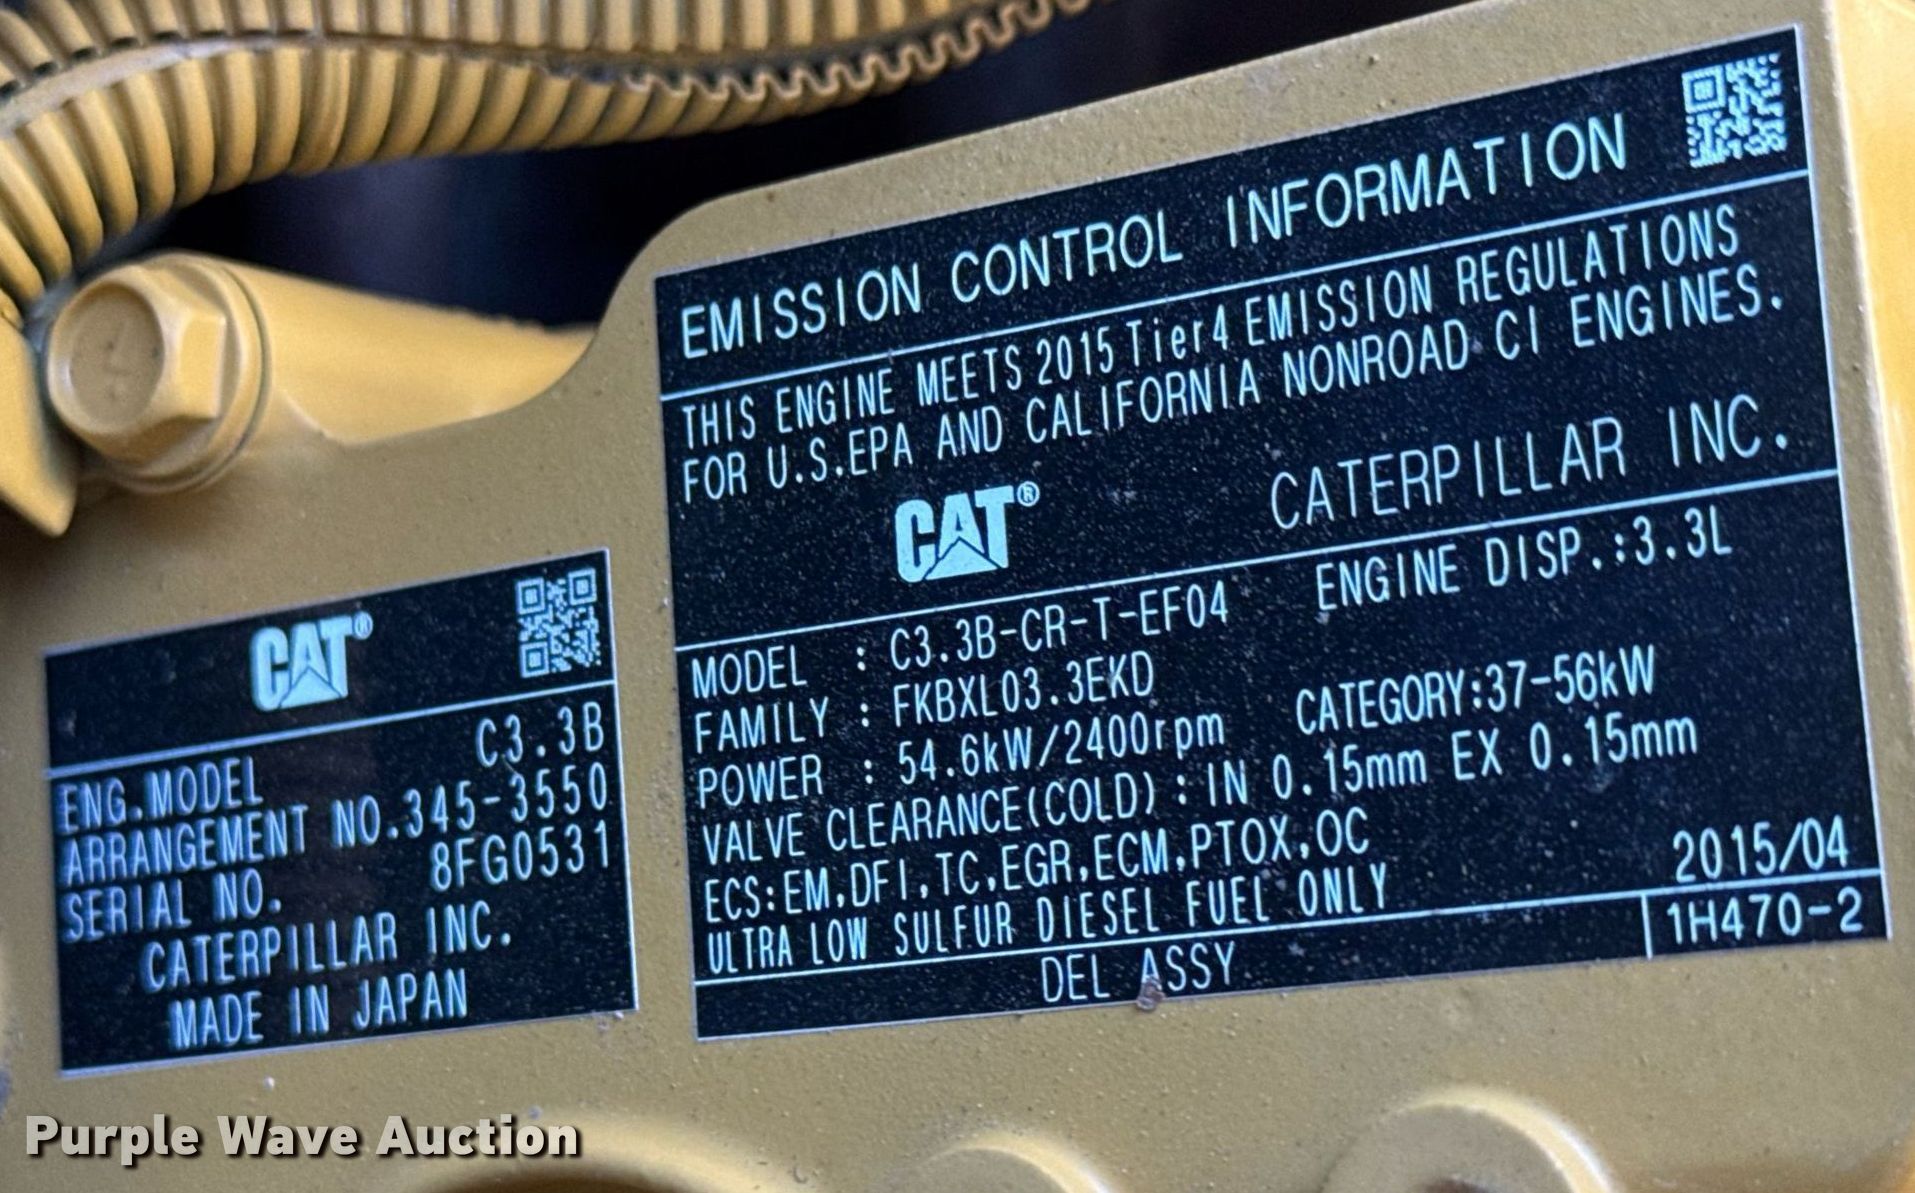 EMISSION CONTROL INFORMATION
THIS ENGINE MEETS 2015 Tier4 EMISSION REGULATIONS
FOR U.S.EPA AND CALIFORNIA NONROAD CI ENGINES.
CAT® CATERPILLAR INC.
MODEL : C3.3B-CR-T-EF04 ENGINE DISP.:3.3L
FAMILY : FKBXL03.3EKD
POWER : 54.6kW/2400rpm CATEGORY:37-56kW
VALVE CLEARANCE(COLD) : IN 0.15mm EX 0.15mm
ECS:EM,DFI,TC,EGR,ECM,PTOX,OC
ULTRA LOW SULFUR DIESEL FUEL ONLY 2015/04
DEL ASSY 1H470-2
CAT®
ENG.MODEL C3.3B
ARRANGEMENT NO.345-3550
SERIAL NO. 8FG0531
CATERPILLAR INC.
MADE IN JAPAN
Purple Wave Auction